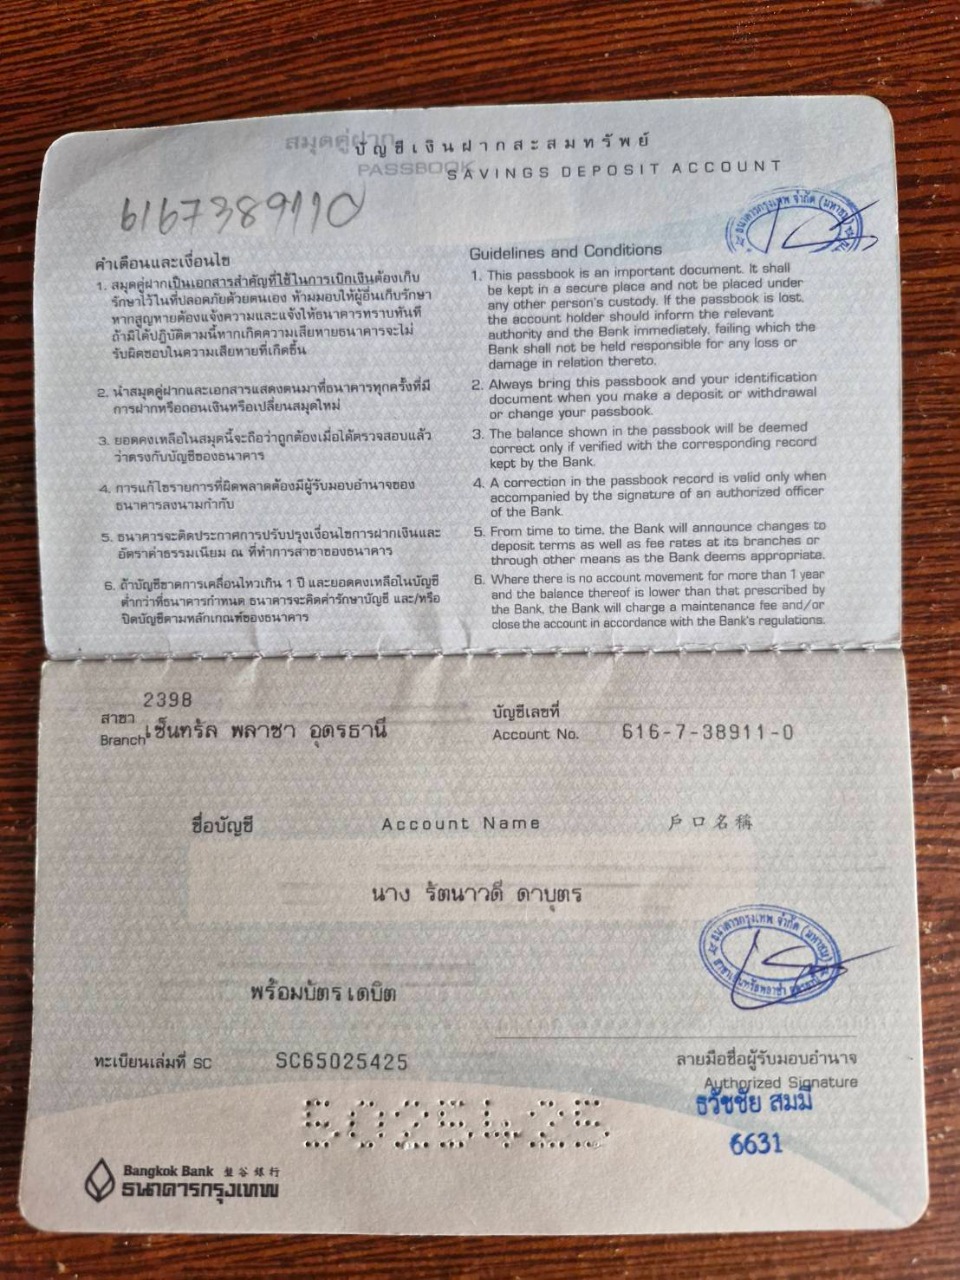 สมุดคู่ฝาก
PASSBOOK
บัญชีเงินฝากสะสมทรัพย์
SAVINGS DEPOSIT ACCOUNT
6167389110
ธนาคารกรุงเทพ จำกัด (มหาชน)
คำเตือนและเงื่อนไข
1. สมุดคู่ฝากเป็นเอกสารสำคัญที่ใช้ในการเบิกเงินต้องเก็บ
รักษาไว้ในที่ปลอดภัยด้วยตนเอง ห้ามมอบให้ผู้อื่นเก็บรักษา
หากสูญหายต้องแจ้งความและแจ้งให้ธนาคารทราบทันที
ถ้ามิได้ปฏิบัติตามนี้หากเกิดความเสียหายธนาคารจะไม่
รับผิดชอบในความเสียหายที่เกิดขึ้น
2. นำสมุดคู่ฝากและเอกสารแสดงตนมาที่ธนาคารทุกครั้งที่มี
การฝากหรือถอนเงินหรือเปลี่ยนสมุดใหม่
3. ยอดคงเหลือในสมุดนี้จะถือว่าถูกต้องเมื่อได้ตรวจสอบแล้ว
ว่าตรงกับบัญชีของธนาคาร
4. การแก้ไขรายการที่ผิดพลาดต้องมีผู้รับมอบอำนาจของ
ธนาคารลงนามกำกับ
5. ธนาคารจะติดประกาศการปรับปรุงเงื่อนไขการฝากเงินและ
อัตราค่าธรรมเนียม ณ ที่ทำการสาขาของธนาคาร
6. ถ้าบัญชีขาดการเคลื่อนไหวเกิน 1 ปี และยอดคงเหลือในบัญชี
ต่ำกว่าที่ธนาคารกำหนด ธนาคารจะคิดค่ารักษาบัญชี และ/หรือ
ปิดบัญชีตามหลักเกณฑ์ของธนาคาร
Guidelines and Conditions
1. This passbook is an important document. It shall
be kept in a secure place and not be placed under
any other person's custody. If the passbook is lost,
the account holder should inform the relevant
authority and the Bank immediately, failing which the
Bank shall not be held responsible for any loss or
damage in relation thereto.
2. Always bring this passbook and your identification
document when you make a deposit or withdrawal
or change your passbook.
3. The balance shown in the passbook will be deemed
correct only if verified with the corresponding record
kept by the Bank.
4. A correction in the passbook record is valid only when
accompanied by the signature of an authorized officer
of the Bank.
5. From time to time, the Bank will announce changes to
deposit terms as well as fee rates at its branches or
through other means as the Bank deems appropriate.
6. Where there is no account movement for more than 1 year
and the balance thereof is lower than that prescribed by
the Bank, the Bank will charge a maintenance fee and/or
close the account in accordance with the Bank's regulations.
2398
สาขา เซ็นทรัล พลาซา อุดรธานี
Branch
บัญชีเลขที่
Account No. 616-7-38911-0
ชื่อบัญชี Account Name 戶口名稱
นาง รัตนาวดี ดาบุตร
ธนาคารกรุงเทพ จำกัด (มหาชน)
พร้อมบัตรเดบิต
ทะเบียนเล่มที่ SC SC65025425
ลายมือชื่อผู้รับมอบอำนาจ
Authorized Signature
ธวัชชัย สมมี
6631
5025425
Bangkok Bank 盤谷銀行
ธนาคารกรุงเทพ